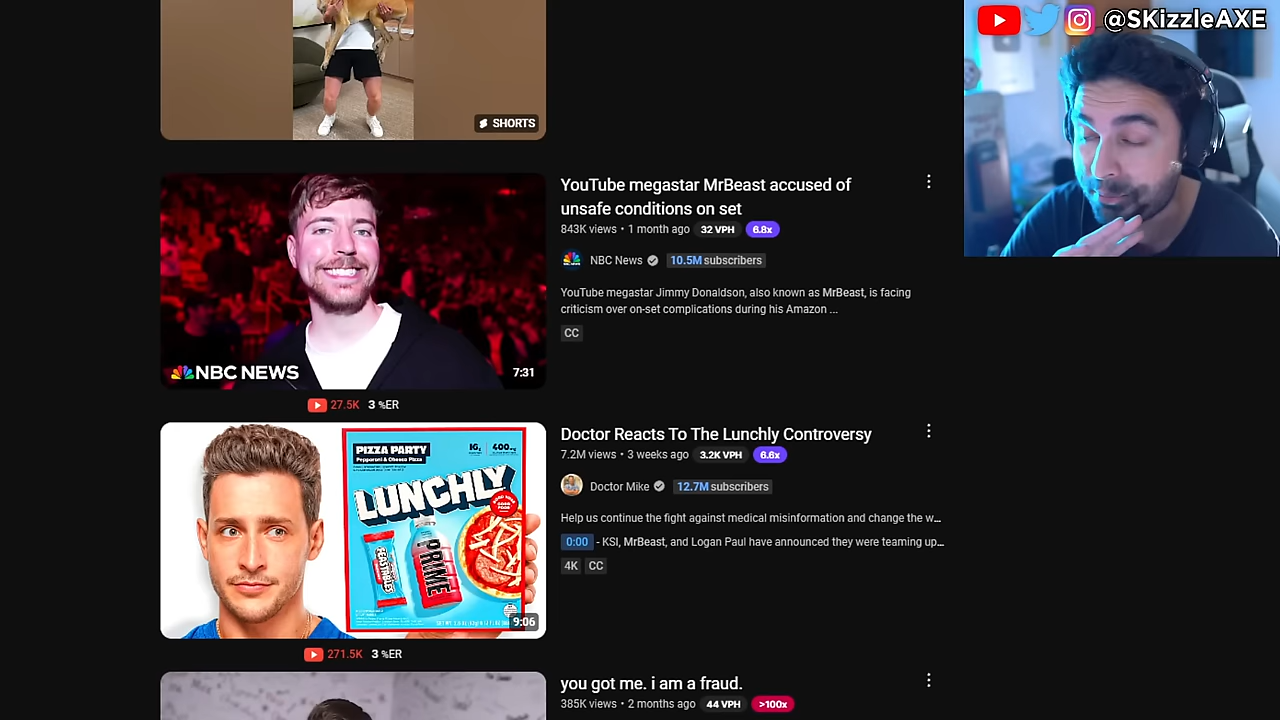 @SKizzleAXE
SHORTS
YouTube megastar MrBeast accused of
unsafe conditions on set
843K views • 1 month ago 32 VPH 6.8x
NBC News 10.5M subscribers
YouTube megastar Jimmy Donaldson, also known as MrBeast, is facing
criticism over on-set complications during his Amazon ...
CC
NBC NEWS
7:31
27.5K 3 %ER
Doctor Reacts To The Lunchly Controversy
7.2M views • 3 weeks ago 3.2K VPH 6.6x
Doctor Mike 12.7M subscribers
Help us continue the fight against medical misinformation and change the w...
0:00 - KSI, MrBeast, and Logan Paul have announced they were teaming up...
4K CC
PIZZA PARTY
Pepperoni & Cheese Pizza
400mg
LUNCHLY
FEASTABLES
PRIME
9:06
271.5K 3 %ER
you got me. i am a fraud.
385K views • 2 months ago 44 VPH >100x